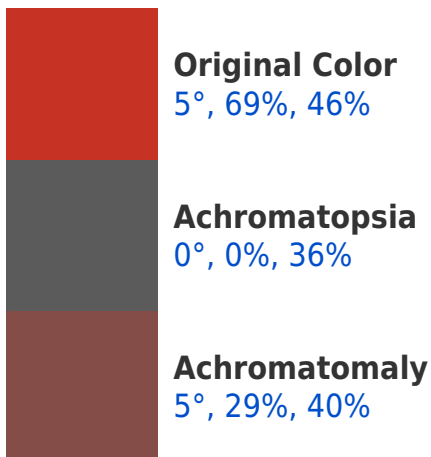 Original Color
5°, 69%, 46%
Achromatopsia
0°, 0%, 36%
Achromatomaly
5°, 29%, 40%